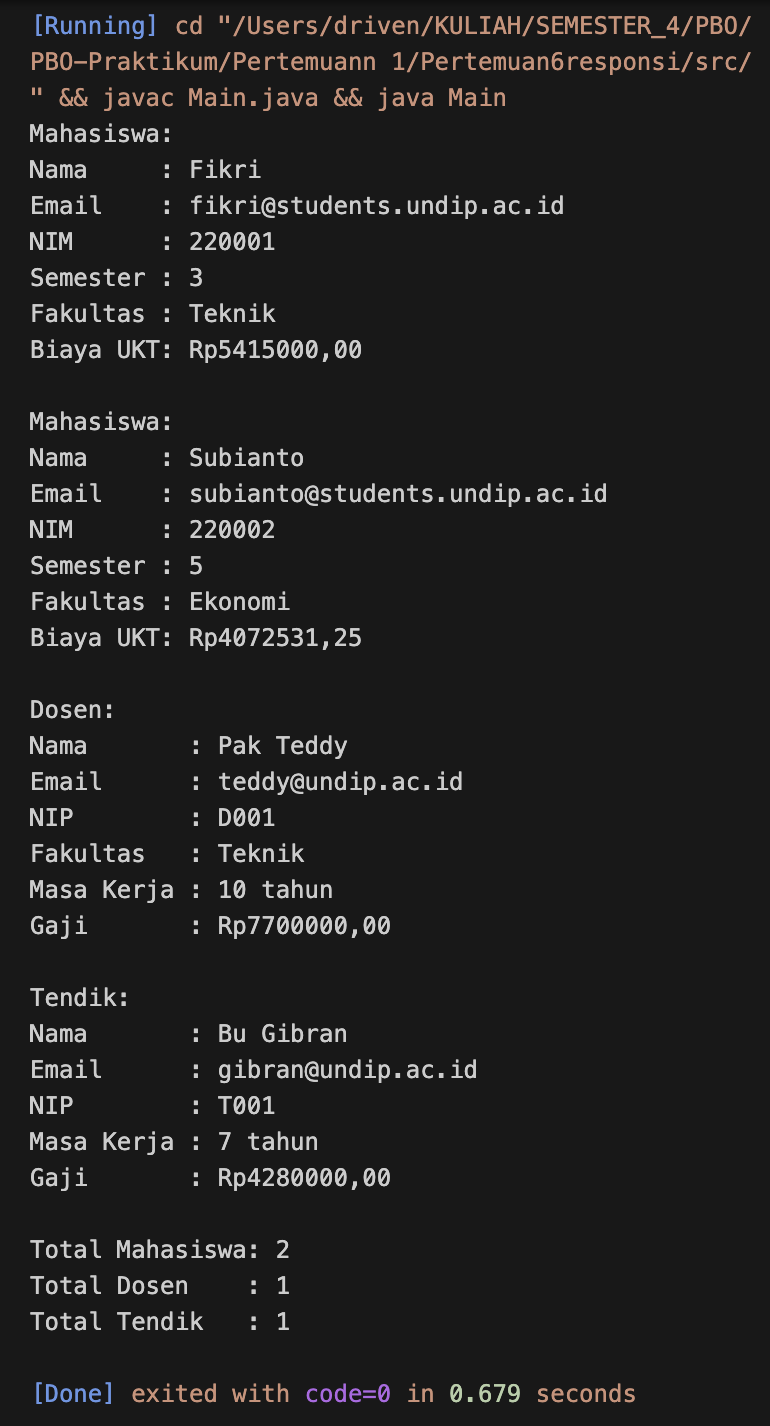 [Running] cd "/Users/driven/KULIAH/SEMESTER_4/PBO/
PBO-Praktikum/Pertemuann 1/Pertemuan6responsi/src/
" && javac Main.java && java Main
Mahasiswa:
Nama     : Fikri
Email    : fikri@students.undip.ac.id
NIM      : 220001
Semester : 3
Fakultas : Teknik
Biaya UKT: Rp5415000,00

Mahasiswa:
Nama     : Subianto
Email    : subianto@students.undip.ac.id
NIM      : 220002
Semester : 5
Fakultas : Ekonomi
Biaya UKT: Rp4072531,25

Dosen:
Nama       : Pak Teddy
Email      : teddy@undip.ac.id
NIP        : D001
Fakultas   : Teknik
Masa Kerja : 10 tahun
Gaji       : Rp7700000,00

Tendik:
Nama       : Bu Gibran
Email      : gibran@undip.ac.id
NIP        : T001
Masa Kerja : 7 tahun
Gaji       : Rp4280000,00

Total Mahasiswa: 2
Total Dosen    : 1
Total Tendik   : 1

[Done] exited with code=0 in 0.679 seconds